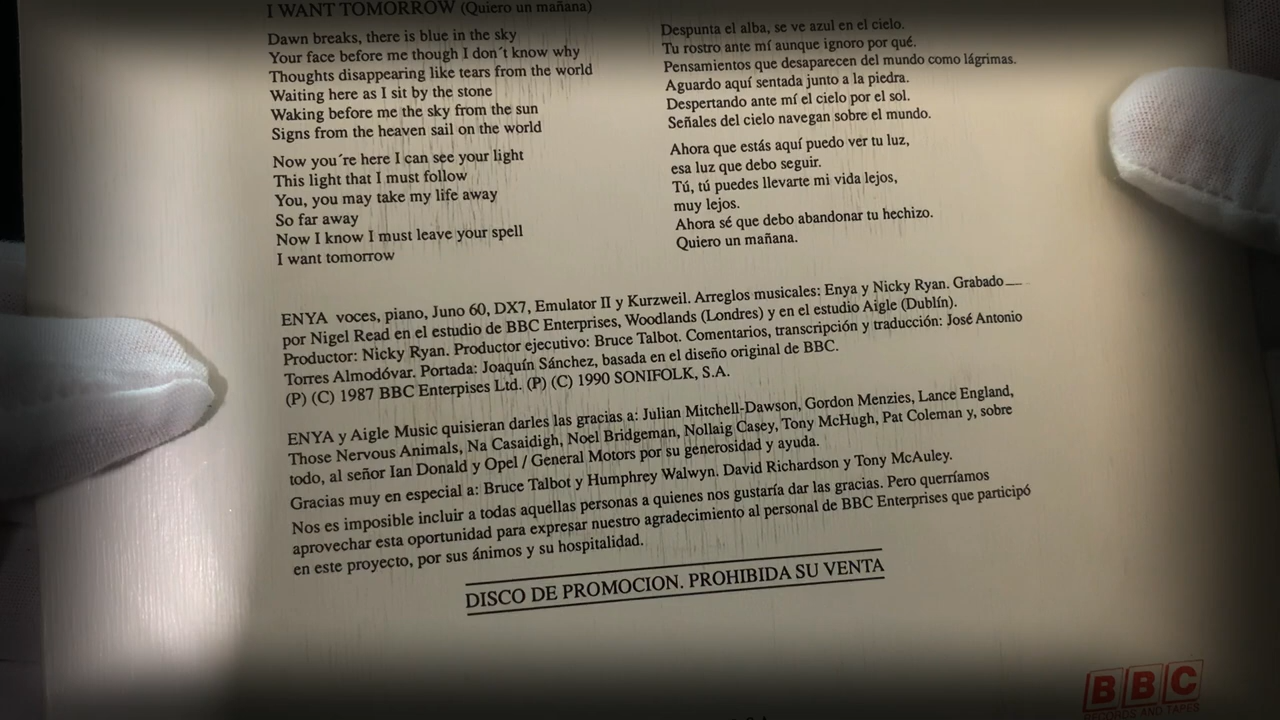 I WANT TOMORROW (Quiero un mañana)
Dawn breaks, there is blue in the sky
Your face before me though I don´t know why
Thoughts disappearing like tears from the world
Waiting here as I sit by the stone
Waking before me the sky from the sun
Signs from the heaven sail on the world
Now you´re here I can see your light
This light that I must follow
You, you may take my life away
So far away
Now I know I must leave your spell
I want tomorrow
Despunta el alba, se ve azul en el cielo.
Tu rostro ante mí aunque ignoro por qué.
Pensamientos que desaparecen del mundo como lágrimas.
Aguardo aquí sentada junto a la piedra.
Despertando ante mí el cielo por el sol.
Señales del cielo navegan sobre el mundo.
Ahora que estás aquí puedo ver tu luz,
esa luz que debo seguir.
Tú, tú puedes llevarte mi vida lejos,
muy lejos.
Ahora sé que debo abandonar tu hechizo.
Quiero un mañana.
ENYA voces, piano, Juno 60, DX7, Emulator II y Kurzweil. Arreglos musicales: Enya y Nicky Ryan. Grabado
por Nigel Read en el estudio de BBC Enterprises, Woodlands (Londres) y en el estudio Aigle (Dublín).
Productor: Nicky Ryan. Productor ejecutivo: Bruce Talbot. Comentarios, transcripción y traducción: José Antonio
Torres Almodóvar. Portada: Joaquín Sánchez, basada en el diseño original de BBC.
(P) (C) 1987 BBC Enterpises Ltd. (P) (C) 1990 SONIFOLK, S.A.
ENYA y Aigle Music quisieran darles las gracias a: Julian Mitchell-Dawson, Gordon Menzies, Lance England,
Those Nervous Animals, Na Casaidigh, Noel Bridgeman, Nollaig Casey, Tony McHugh, Pat Coleman y, sobre
todo, al señor Ian Donald y Opel / General Motors por su generosidad y ayuda.
Gracias muy en especial a: Bruce Talbot y Humphrey Walwyn. David Richardson y Tony McAuley.
Nos es imposible incluir a todas aquellas personas a quienes nos gustaría dar las gracias. Pero querríamos
aprovechar esta oportunidad para expresar nuestro agradecimiento al personal de BBC Enterprises que participó
en este proyecto, por sus ánimos y su hospitalidad.
DISCO DE PROMOCION. PROHIBIDA SU VENTA
BBC
RECORDS AND TAPES